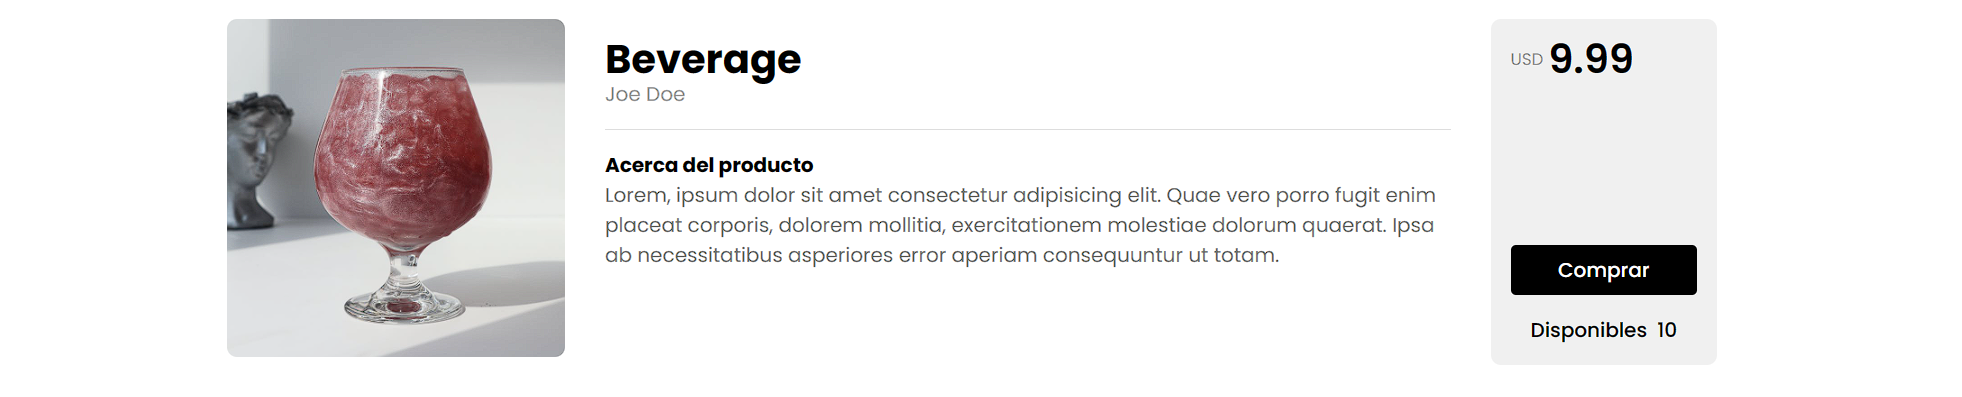 Beverage
Joe Doe
Acerca del producto
Lorem, ipsum dolor sit amet consectetur adipisicing elit. Quae vero porro fugit enim
placeat corporis, dolorem mollitia, exercitationem molestiae dolorum quaerat. Ipsa
ab necessitatibus asperiores error aperiam consequuntur ut totam.
USD 9.99
Comprar
Disponibles 10